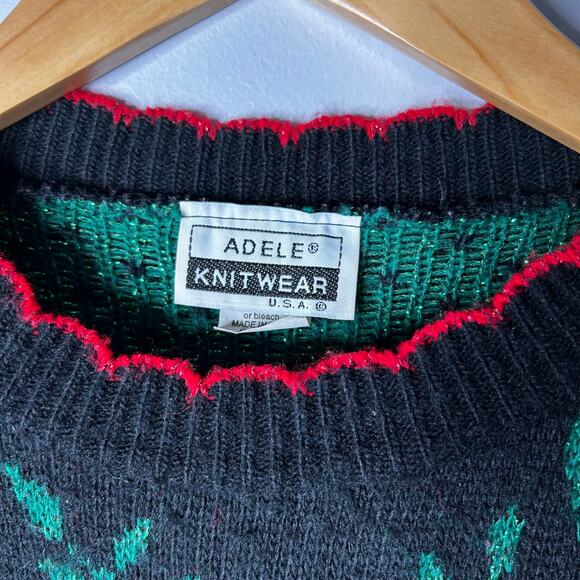 ADELE®
KNITWEAR
U.S.A. ©
or bleach
MADE IN